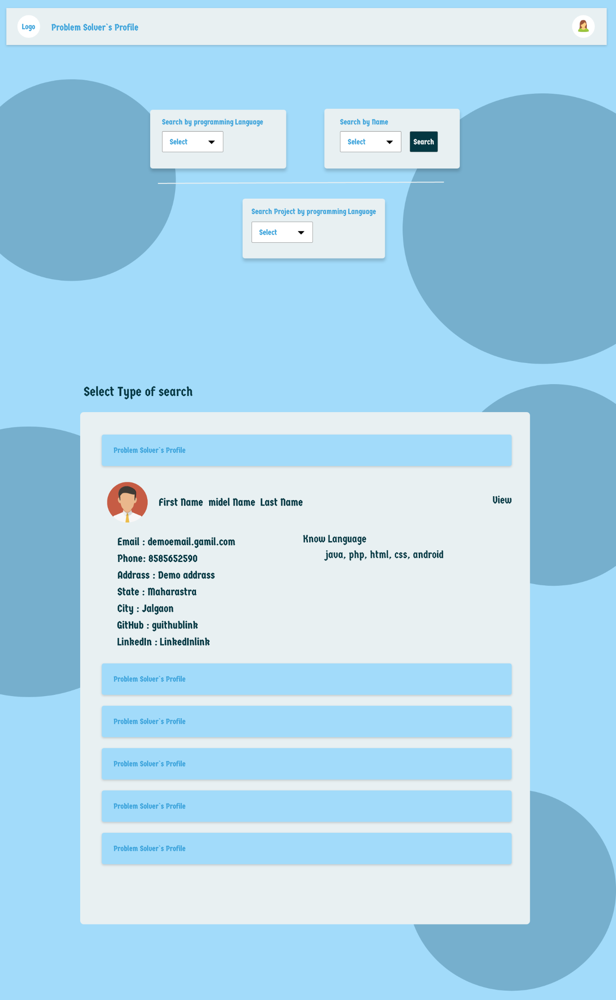 Logo
Problem Solver`s Profile
Search by programming Language
Select
Search by Name
Select
Search
Search Project by programming Language
Select
Select Type of search
Problem Solver`s Profile
First Name midel Name Last Name
View
Email : demoemail.gamil.com
Phone: 8585652590
Addrass : Demo addrass
State : Maharastra
City : Jalgaon
GitHub : guithublink
LinkedIn : LinkedInlink
Know Language
java, php, html, css, android
Problem Solver`s Profile
Problem Solver`s Profile
Problem Solver`s Profile
Problem Solver`s Profile
Problem Solver`s Profile